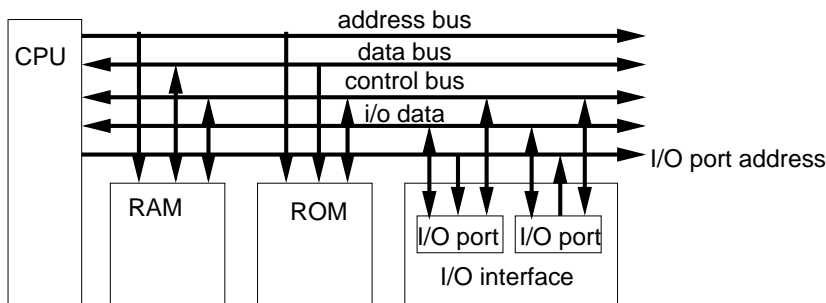 address bus
CPU
data bus
control bus
i/o data
I/O port address
RAM
ROM
I/O port
I/O port
I/O interface